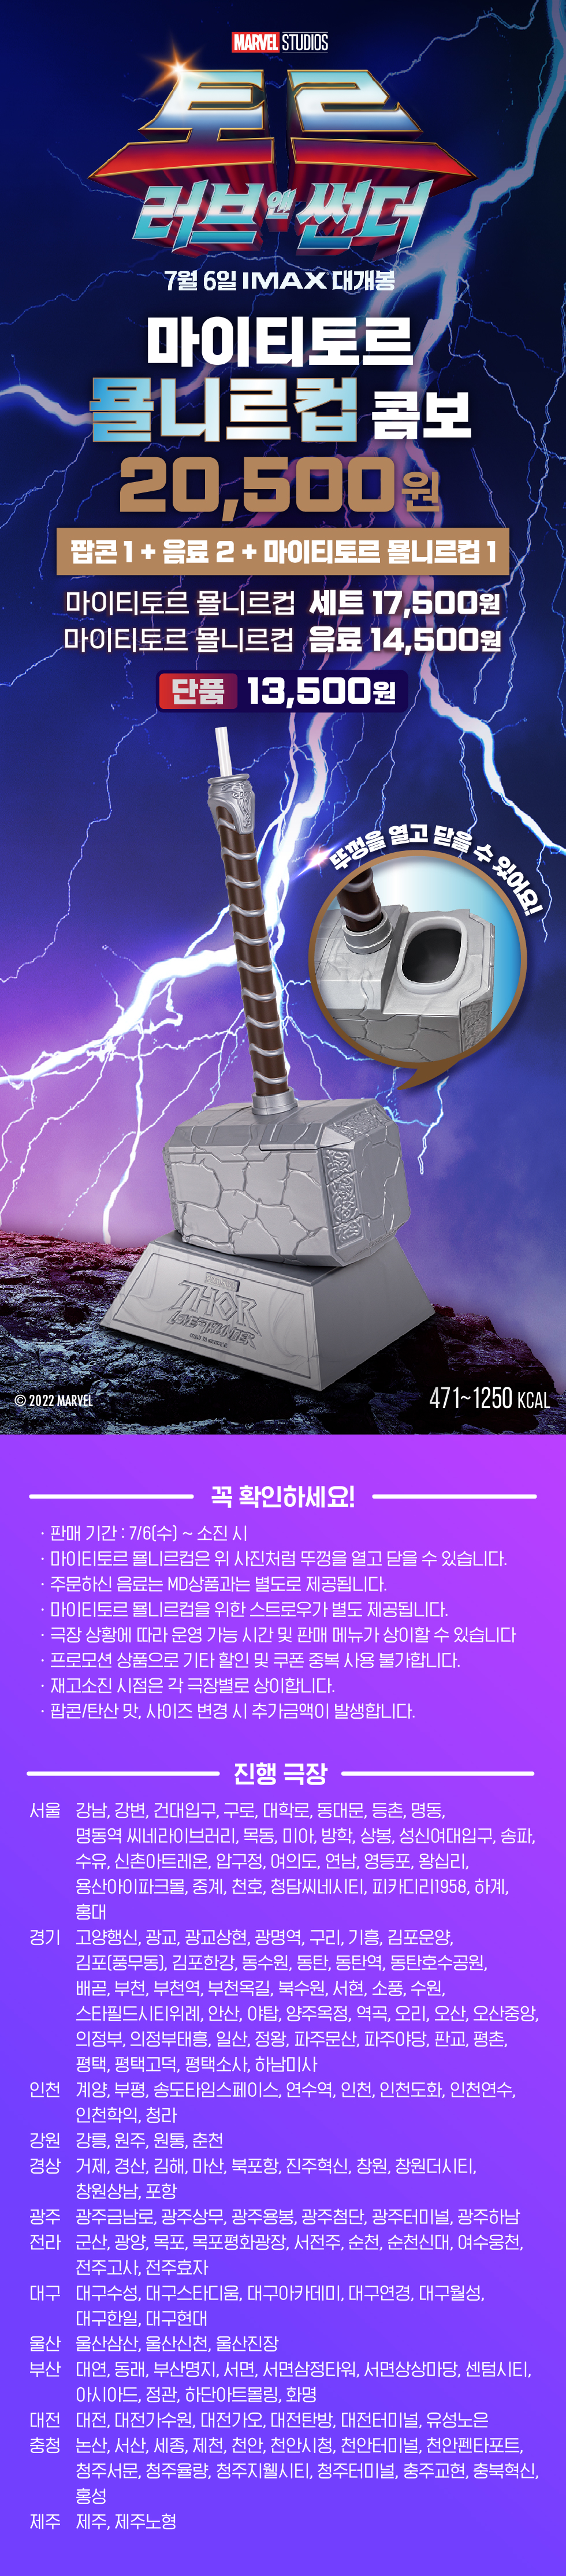 MARVEL STUDIOS
토르
러브 앤 썬더
7월 6일 IMAX 대개봉
마이티토르
묠니르컵 콤보
20,500원
팝콘 1 + 음료 2 + 마이티토르 묠니르컵 1
마이티토르 묠니르컵 세트 17,500원
마이티토르 묠니르컵 음료 14,500원
단품 13,500원
뚜껑을 열고 닫을 수 있어요!
THOR
LOVE AND THUNDER
© 2022 MARVEL
471~1250 KCAL
꼭 확인하세요!
· 판매 기간 : 7/6(수) ~ 소진 시
· 마이티토르 묠니르컵은 위 사진처럼 뚜껑을 열고 닫을 수 있습니다.
· 주문하신 음료는 MD상품과는 별도로 제공됩니다.
· 마이티토르 묠니르컵을 위한 스트로우가 별도 제공됩니다.
· 극장 상황에 따라 운영 가능 시간 및 판매 메뉴가 상이할 수 있습니다
· 프로모션 상품으로 기타 할인 및 쿠폰 중복 사용 불가합니다.
· 재고소진 시점은 각 극장별로 상이합니다.
· 팝콘/탄산 맛, 사이즈 변경 시 추가금액이 발생합니다.
진행 극장
서울 강남, 강변, 건대입구, 구로, 대학로, 동대문, 등촌, 명동,
명동역 씨네라이브러리, 목동, 미아, 방학, 상봉, 성신여대입구, 송파,
수유, 신촌아트레온, 압구정, 여의도, 연남, 영등포, 왕십리,
용산아이파크몰, 중계, 천호, 청담씨네시티, 피카디리1958, 하계,
홍대
경기 고양행신, 광교, 광교상현, 광명역, 구리, 기흥, 김포운양,
김포(풍무동), 김포한강, 동수원, 동탄, 동탄역, 동탄호수공원,
배곧, 부천, 부천역, 부천옥길, 북수원, 서현, 소풍, 수원,
스타필드시티위례, 안산, 야탑, 양주옥정, 역곡, 오리, 오산, 오산중앙,
의정부, 의정부태흥, 일산, 정왕, 파주문산, 파주야당, 판교, 평촌,
평택, 평택고덕, 평택소사, 하남미사
인천 계양, 부평, 송도타임스페이스, 연수역, 인천, 인천도화, 인천연수,
인천학익, 청라
강원 강릉, 원주, 원통, 춘천
경상 거제, 경산, 김해, 마산, 북포항, 진주혁신, 창원, 창원더시티,
창원상남, 포항
광주 광주금남로, 광주상무, 광주용봉, 광주첨단, 광주터미널, 광주하남
전라 군산, 광양, 목포, 목포평화광장, 서전주, 순천, 순천신대, 여수웅천,
전주고사, 전주효자
대구 대구수성, 대구스타디움, 대구아카데미, 대구연경, 대구월성,
대구한일, 대구현대
울산 울산삼산, 울산신천, 울산진장
부산 대연, 동래, 부산명지, 서면, 서면삼정타워, 서면상상마당, 센텀시티,
아시아드, 정관, 하단아트몰링, 화명
대전 대전, 대전가수원, 대전가오, 대전탄방, 대전터미널, 유성노은
충청 논산, 서산, 세종, 제천, 천안, 천안시청, 천안터미널, 천안펜타포트,
청주서문, 청주율량, 청주지웰시티, 청주터미널, 충주교현, 충북혁신,
홍성
제주 제주, 제주노형